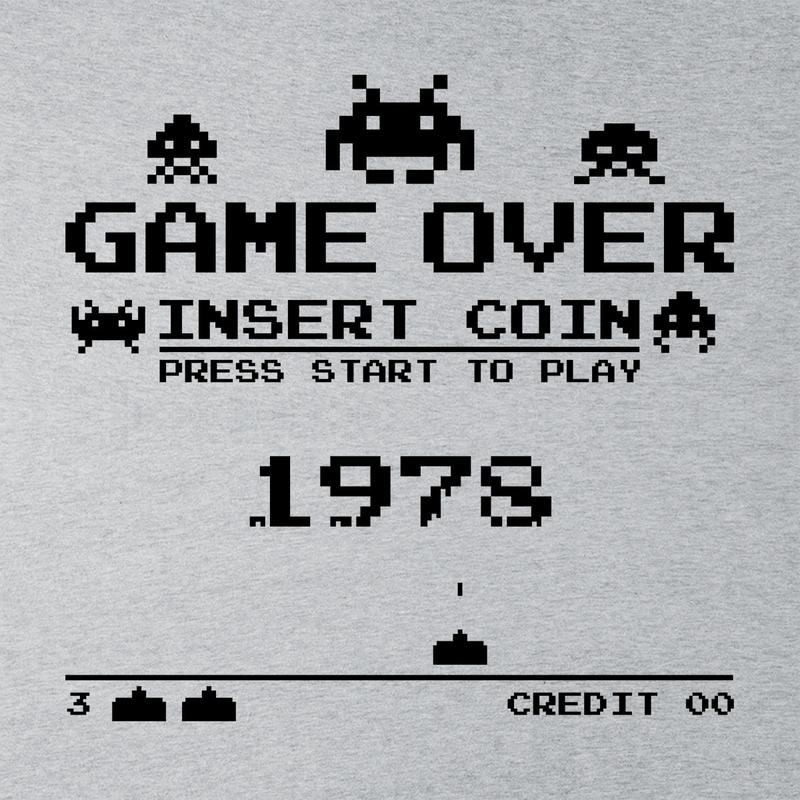 GAME OVER
INSERT COIN
PRESS START TO PLAY
1978
3 CREDIT 00